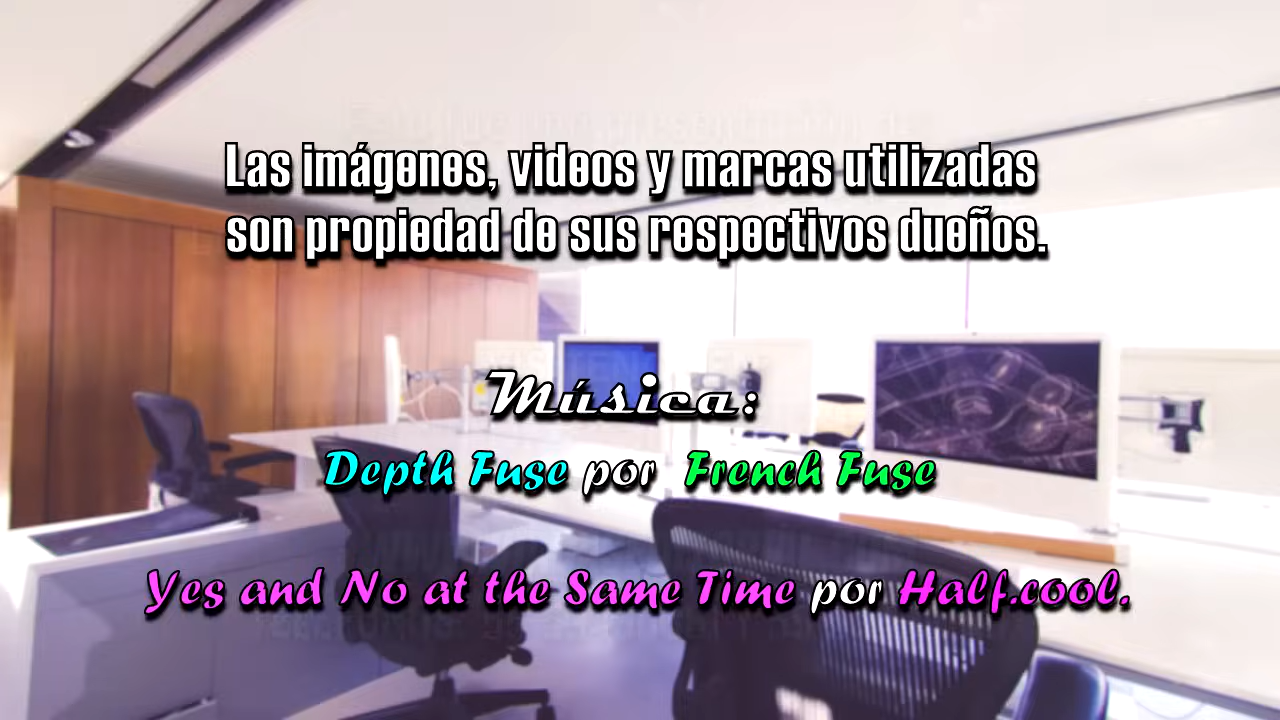 Las imágenes, videos y marcas utilizadas
son propiedad de sus respectivos dueños.
Música:
Depth Fuse por French Fuse
Yes and No at the Same Time por Half.cool.